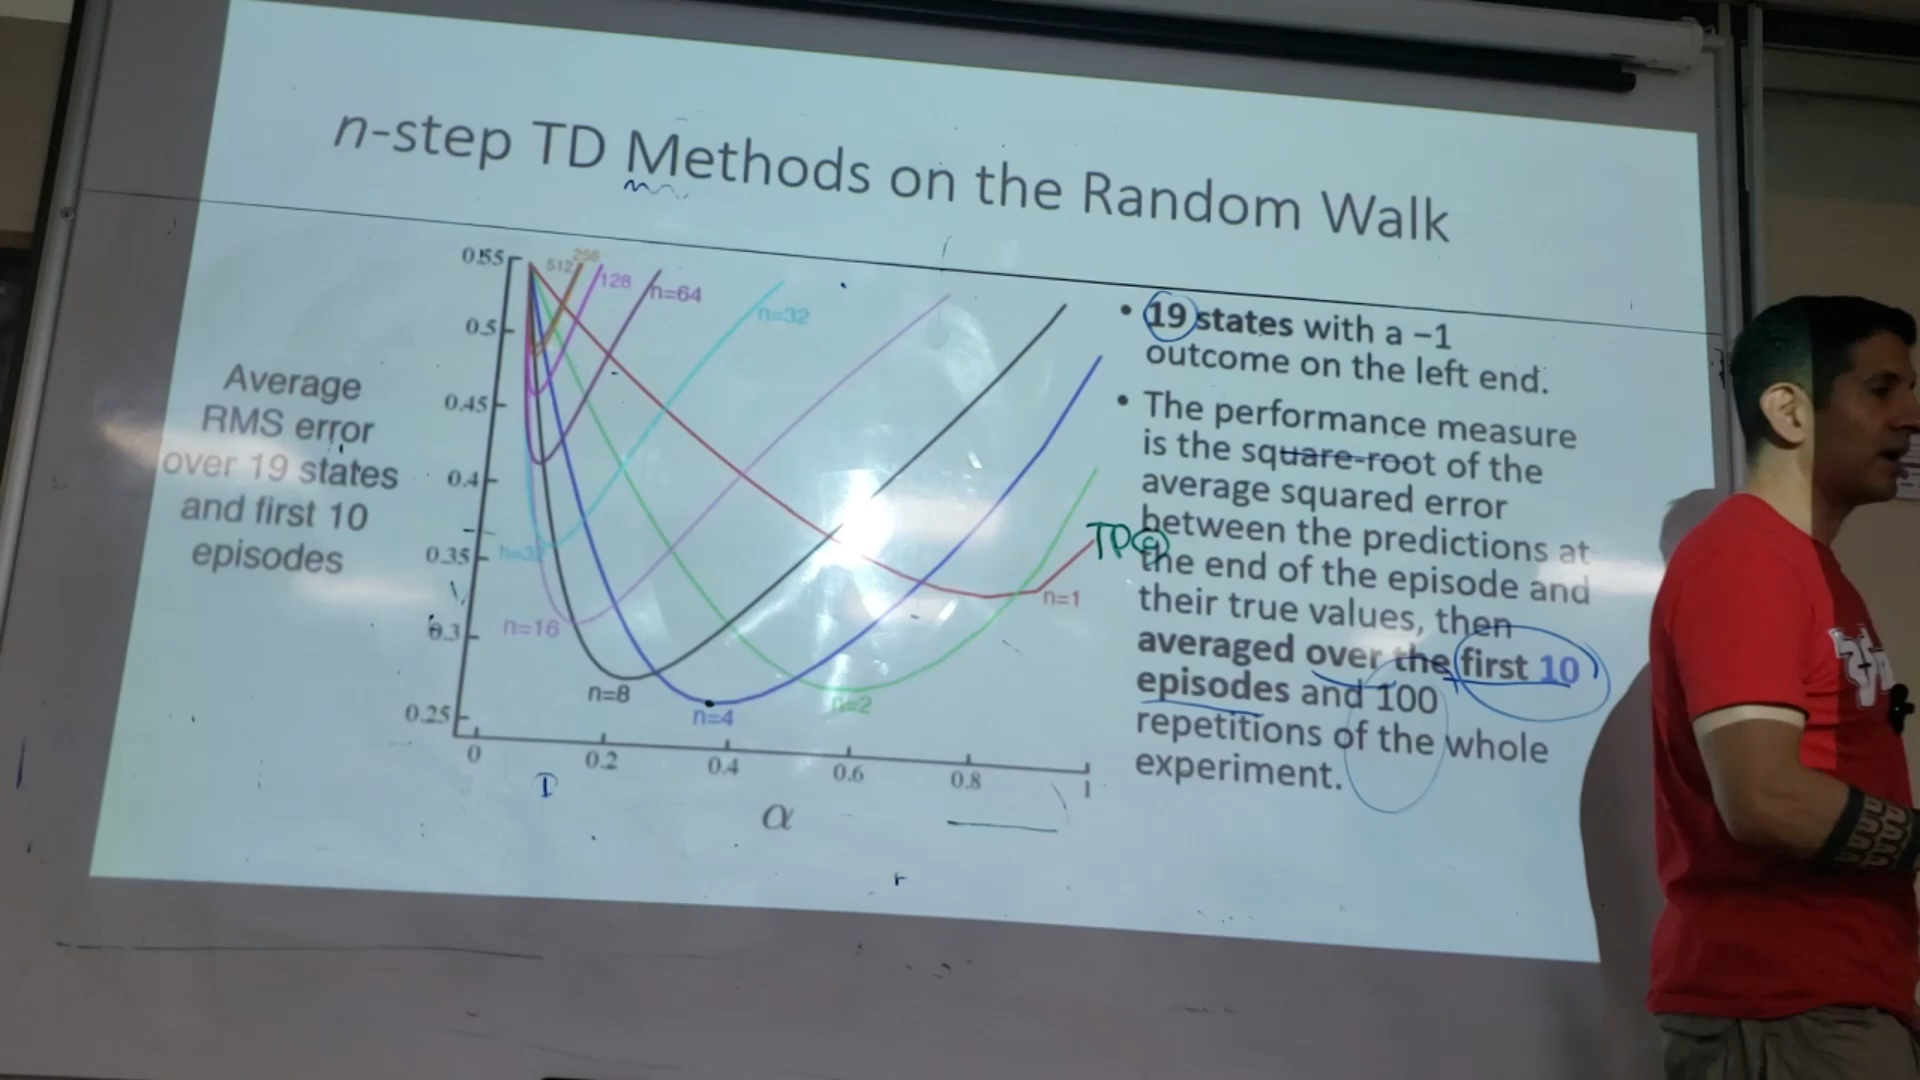 n-step TD Methods on the Random Walk
Average
RMS error
over 19 states
and first 10
episodes
0.55
0.5
0.45
0.4
0.35
0.3
0.25
0
0.2
0.4
0.6
0.8
1
α
512
256
128
n=64
n=32
n=32
n=16
n=8
n=4
n=2
n=1
• 19 states with a −1
outcome on the left end.
• The performance measure
is the square-root of the
average squared error
between the predictions at
the end of the episode and
their true values, then
averaged over the first 10
episodes and 100
repetitions of the whole
experiment.